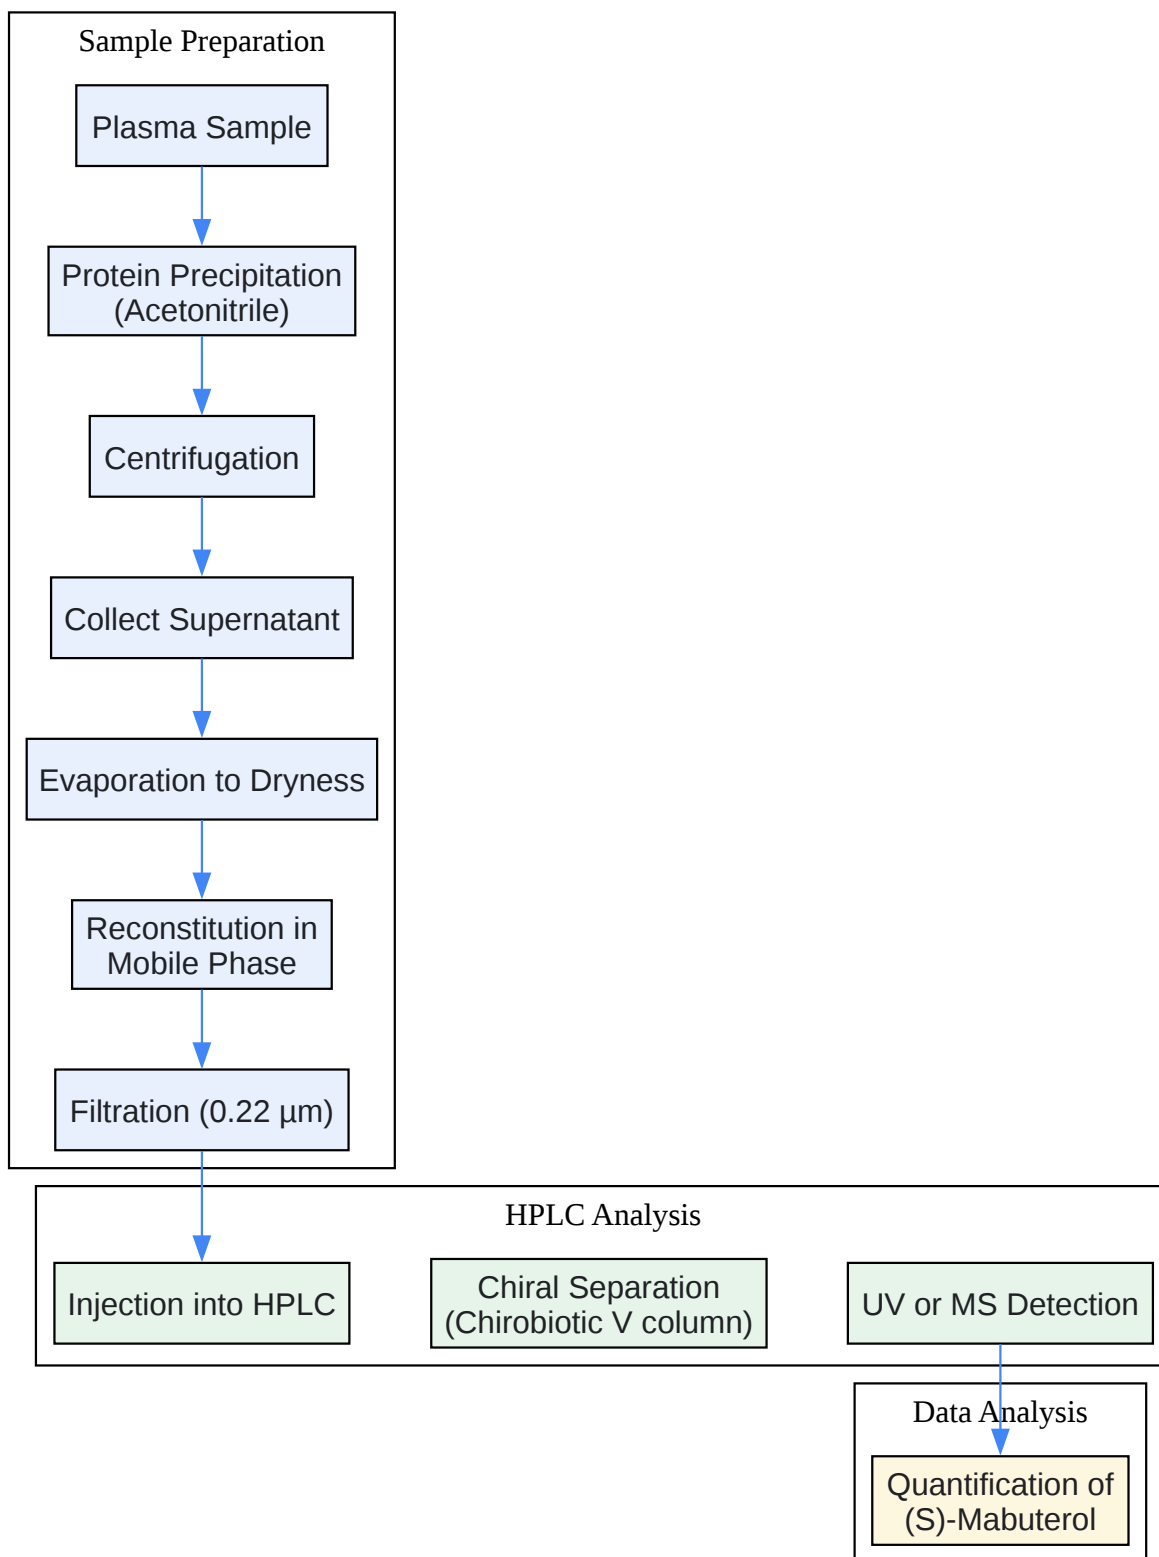 Sample Preparation
Plasma Sample
Protein Precipitation
(Acetonitrile)
Centrifugation
Collect Supernatant
Evaporation to Dryness
Reconstitution in
Mobile Phase
Filtration (0.22 µm)
HPLC Analysis
Injection into HPLC
Chiral Separation
(Chirobiotic V column)
UV or MS Detection
Data Analysis
Quantification of
(S)-Mabuterol